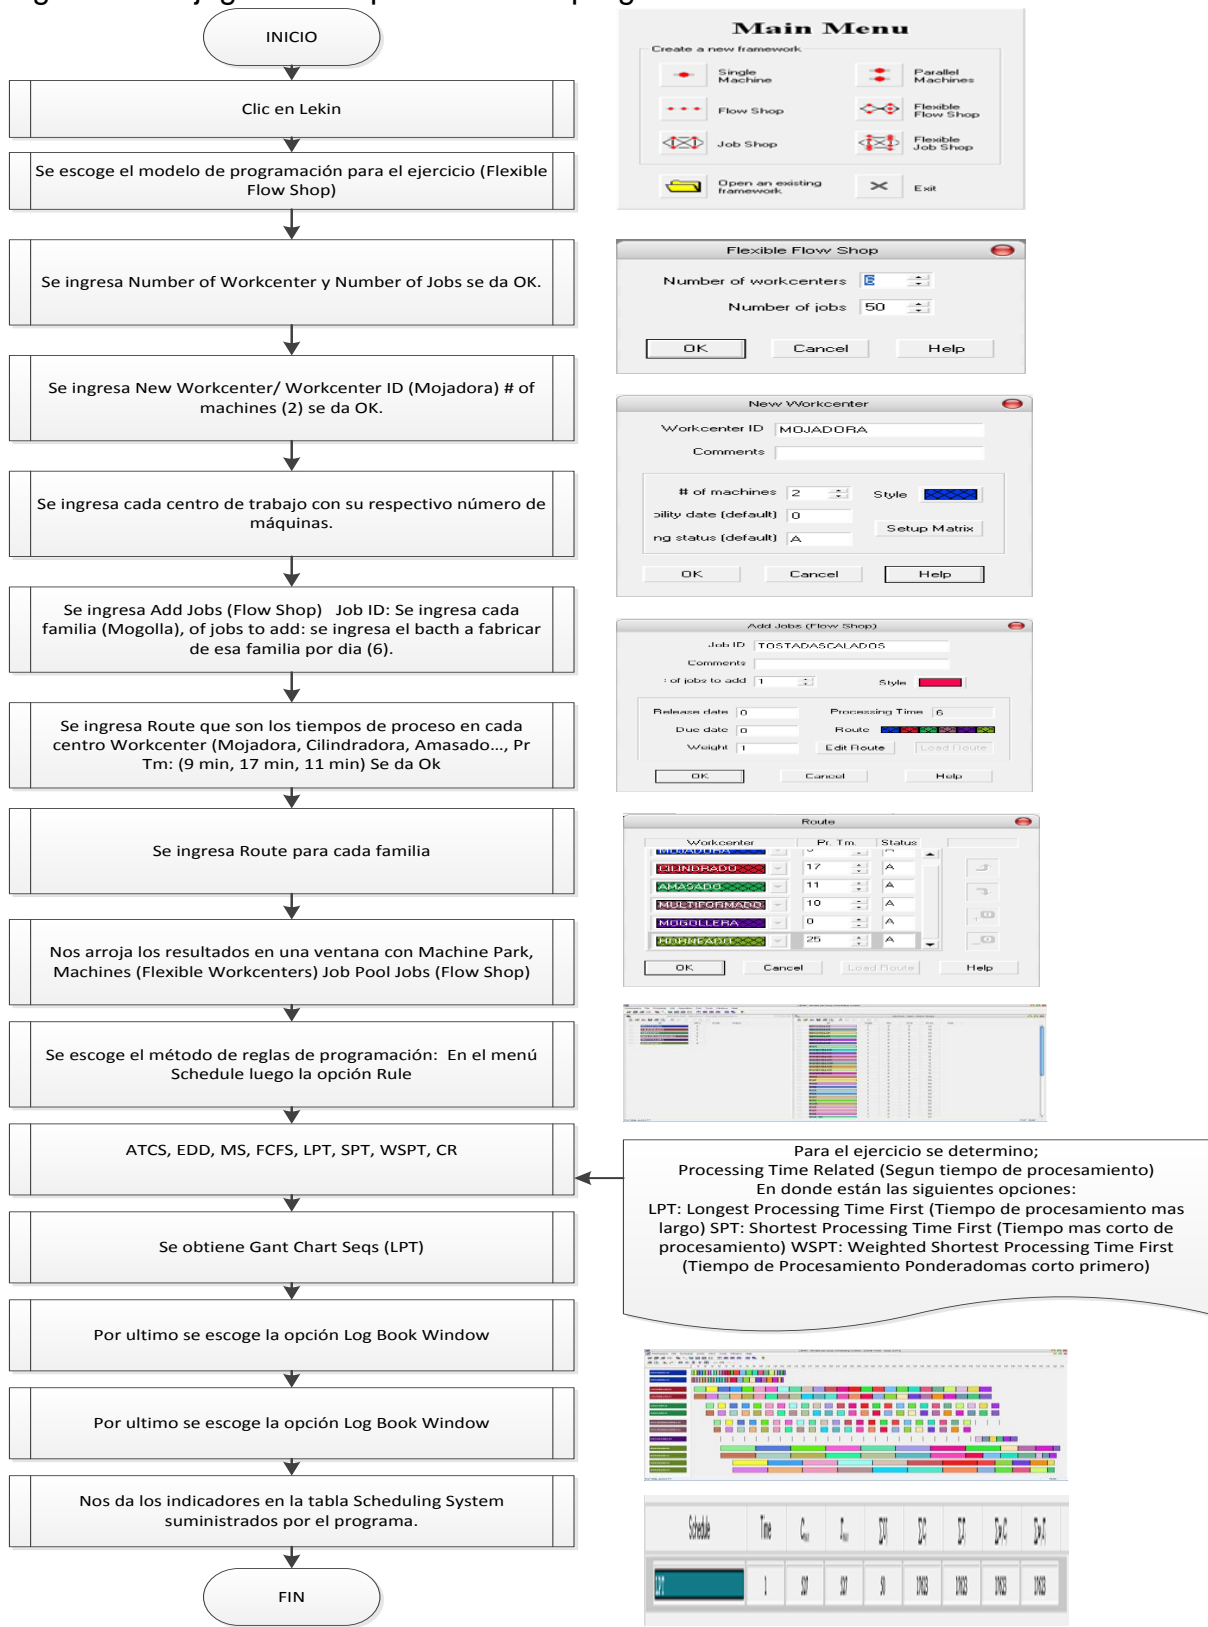 INICIO
Clic en Lekin
Se escoge el modelo de programación para el ejercicio (Flexible
Flow Shop)
Se ingresa Number of Workcenter y Number of Jobs se da OK.
Se ingresa New Workcenter/ Workcenter ID (Mojadora) # of
machines (2) se da OK.
Se ingresa cada centro de trabajo con su respectivo número de
máquinas.
Se ingresa Add Jobs (Flow Shop)   Job ID: Se ingresa cada
familia (Mogolla), of jobs to add: se ingresa el bacth a fabricar
de esa familia por dia (6).
Se ingresa Route que son los tiempos de proceso en cada
centro Workcenter (Mojadora, Cilindradora, Amasado..., Pr
Tm: (9 min, 17 min, 11 min) Se da Ok
Se ingresa Route para cada familia
Nos arroja los resultados en una ventana con Machine Park,
Machines (Flexible Workcenters) Job Pool Jobs (Flow Shop)
Se escoge el método de reglas de programación:  En el menú
Schedule luego la opción Rule
ATCS, EDD, MS, FCFS, LPT, SPT, WSPT, CR
Se obtiene Gant Chart Seqs (LPT)
Por ultimo se escoge la opción Log Book Window
Por ultimo se escoge la opción Log Book Window
Nos da los indicadores en la tabla Scheduling System
suministrados por el programa.
FIN
Main Menu
Create a new framework
Single
Machine
Parallel
Machines
Flow Shop
Flexible
Flow Shop
Job Shop
Flexible
Job Shop
Open an existing
framework
Exit
Flexible Flow Shop
Number of workcenters 6
Number of jobs 50
OK Cancel Help
New Workcenter
Workcenter ID MOJADORA
Comments
# of machines 2 Style
bility date (default) 0
Setup Matrix
ng status (default) A
OK Cancel Help
Add Jobs (Flow Shop)
Job ID TOSTADASCALADOS
Comments
of jobs to add 1 Style
Release date 0 Processing Time 6
Due date 0 Route
Weight 1 Edit Route Load Route
OK Cancel Help
Route
Workcenter Pr. Tm. Status
MOJADORA A
CILINDRADO 17 A
AMASADO 11 A
MULTIFORMADO 10 A
MOGOLLERA 0 A
HORNEADO 25 A
OK Cancel Load Route Help
Para el ejercicio se determino;
Processing Time Related (Segun tiempo de procesamiento)
En donde están las siguientes opciones:
LPT: Longest Processing Time First (Tiempo de procesamiento mas
largo) SPT: Shortest Processing Time First (Tiempo mas corto de
procesamiento) WSPT: Weighted Shortest Processing Time First
(Tiempo de Procesamiento Ponderadomas corto primero)
Schedule Time
LPT 1